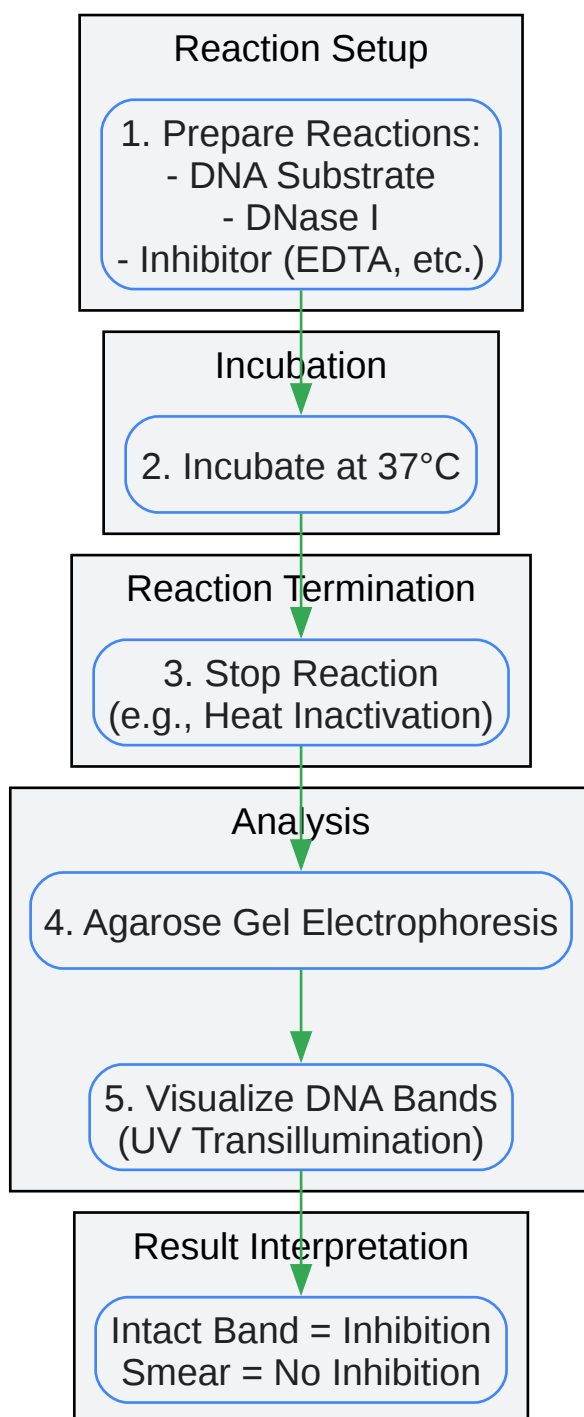 Reaction Setup
1. Prepare Reactions:
- DNA Substrate
- DNase I
- Inhibitor (EDTA, etc.)
Incubation
2. Incubate at 37°C
Reaction Termination
3. Stop Reaction
(e.g., Heat Inactivation)
Analysis
4. Agarose Gel Electrophoresis
5. Visualize DNA Bands
(UV Transillumination)
Result Interpretation
Intact Band = Inhibition
Smear = No Inhibition